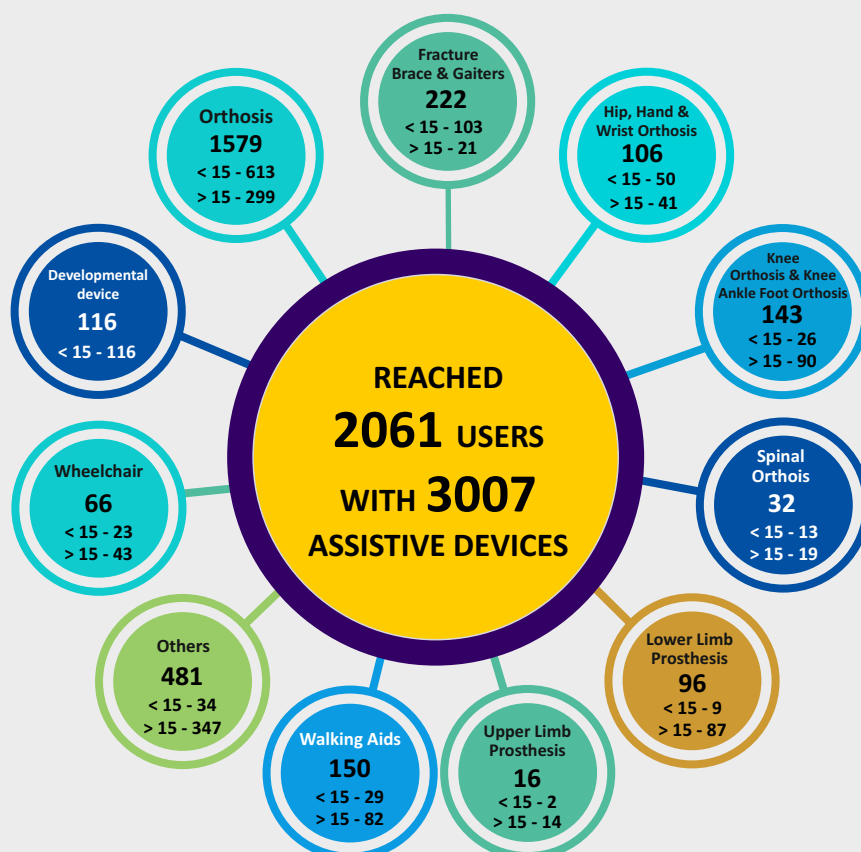 Fracture
Brace & Gaiters
222
< 15 - 103
> 15 - 21
Orthosis
1579
< 15 - 613
> 15 - 299
Hip, Hand &
Wrist Orthosis
106
< 15 - 50
> 15 - 41
Developmental
device
116
< 15 - 116
Knee
Orthosis & Knee
Ankle Foot Orthosis
143
< 15 - 26
> 15 - 90
REACHED
2061 USERS
WITH 3007
ASSISTIVE DEVICES
Wheelchair
66
< 15 - 23
> 15 - 43
Spinal
Orthois
32
< 15 - 13
> 15 - 19
Others
481
< 15 - 34
> 15 - 347
Lower Limb
Prosthesis
96
< 15 - 9
> 15 - 87
Walking Aids
150
< 15 - 29
> 15 - 82
Upper Limb
Prosthesis
16
< 15 - 2
> 15 - 14